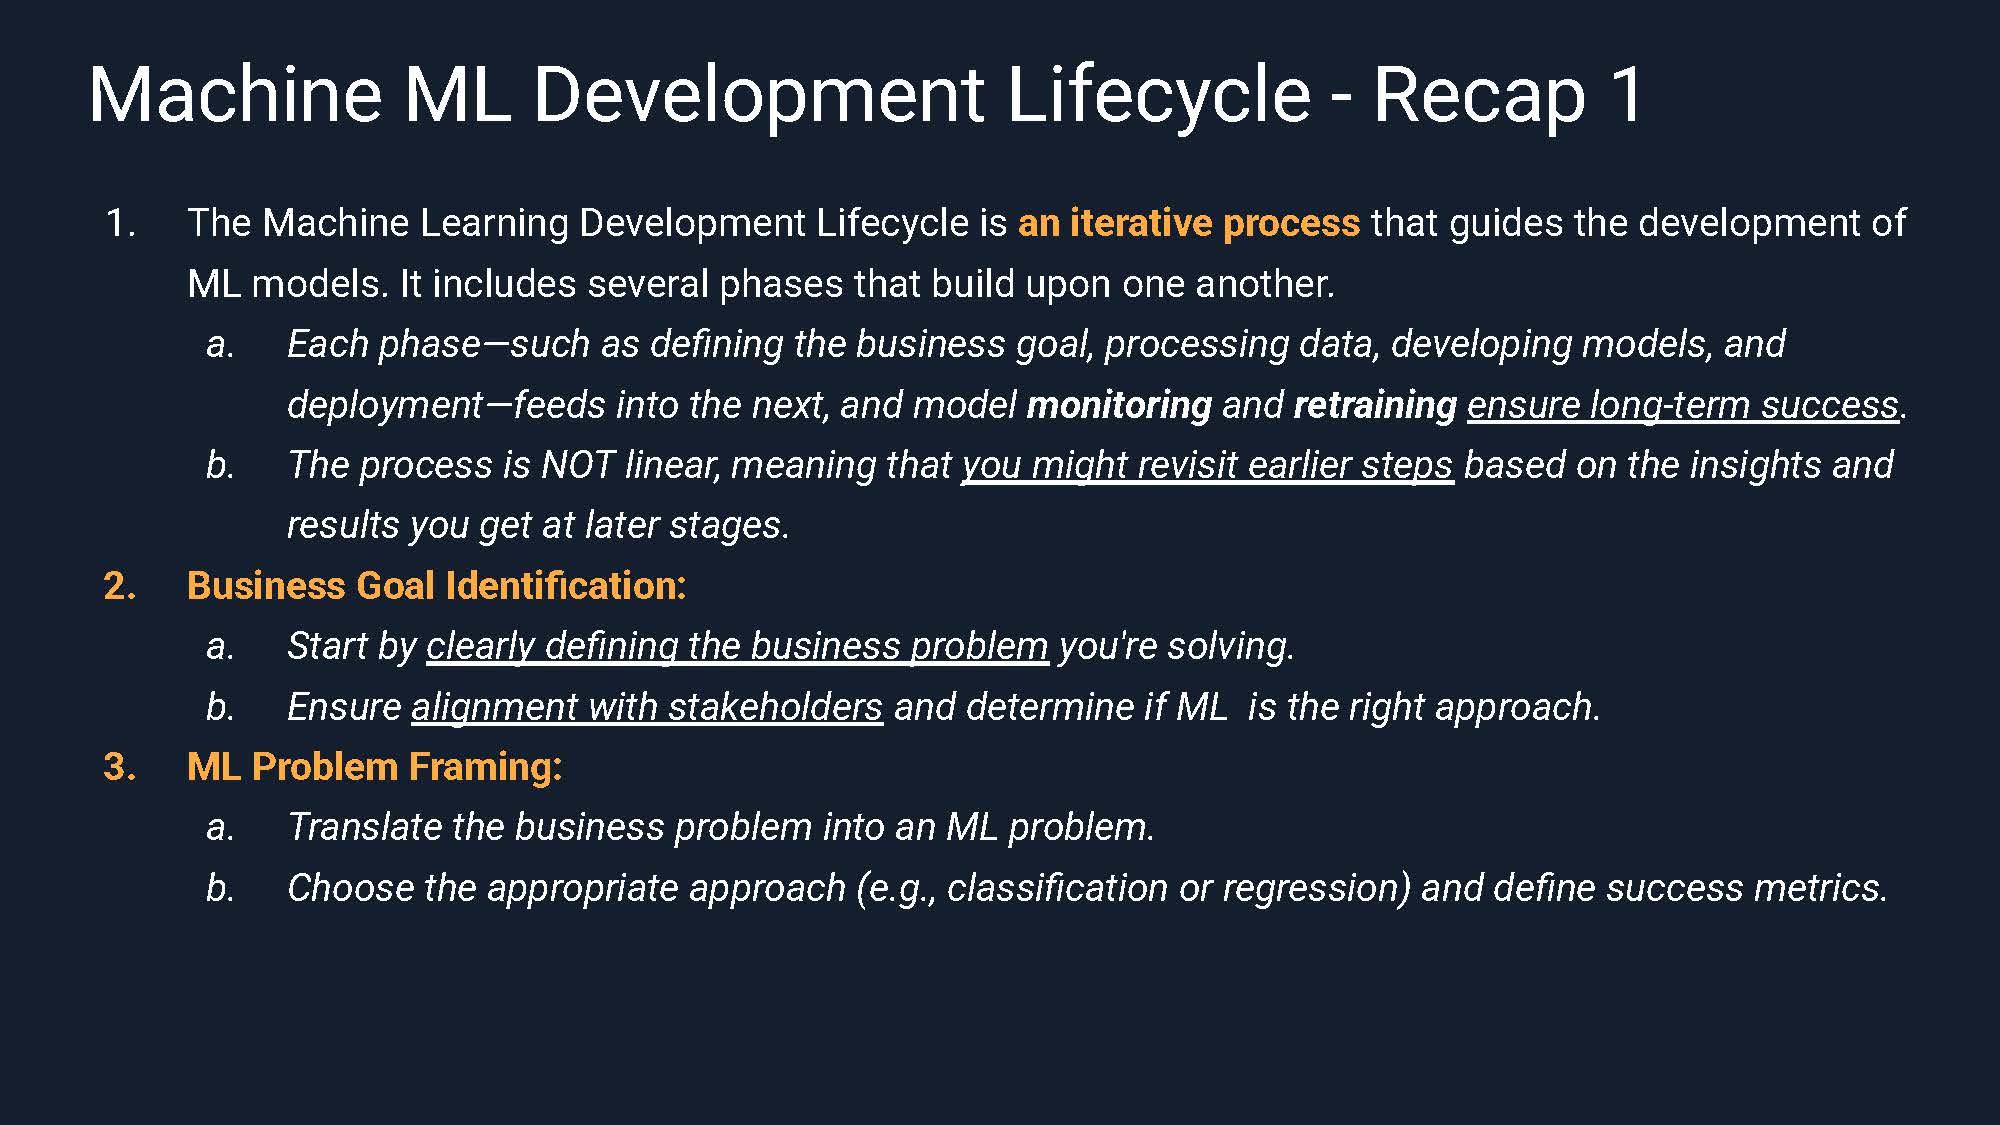 Machine ML Development Lifecycle - Recap 1
1. The Machine Learning Development Lifecycle is an iterative process that guides the development of
ML models. It includes several phases that build upon one another.
a. Each phase—such as defining the business goal, processing data, developing models, and
deployment—feeds into the next, and model monitoring and retraining ensure long-term success.
b. The process is NOT linear, meaning that you might revisit earlier steps based on the insights and
results you get at later stages.
2. Business Goal Identification:
a. Start by clearly defining the business problem you're solving.
b. Ensure alignment with stakeholders and determine if ML  is the right approach.
3. ML Problem Framing:
a. Translate the business problem into an ML problem.
b. Choose the appropriate approach (e.g., classification or regression) and define success metrics.